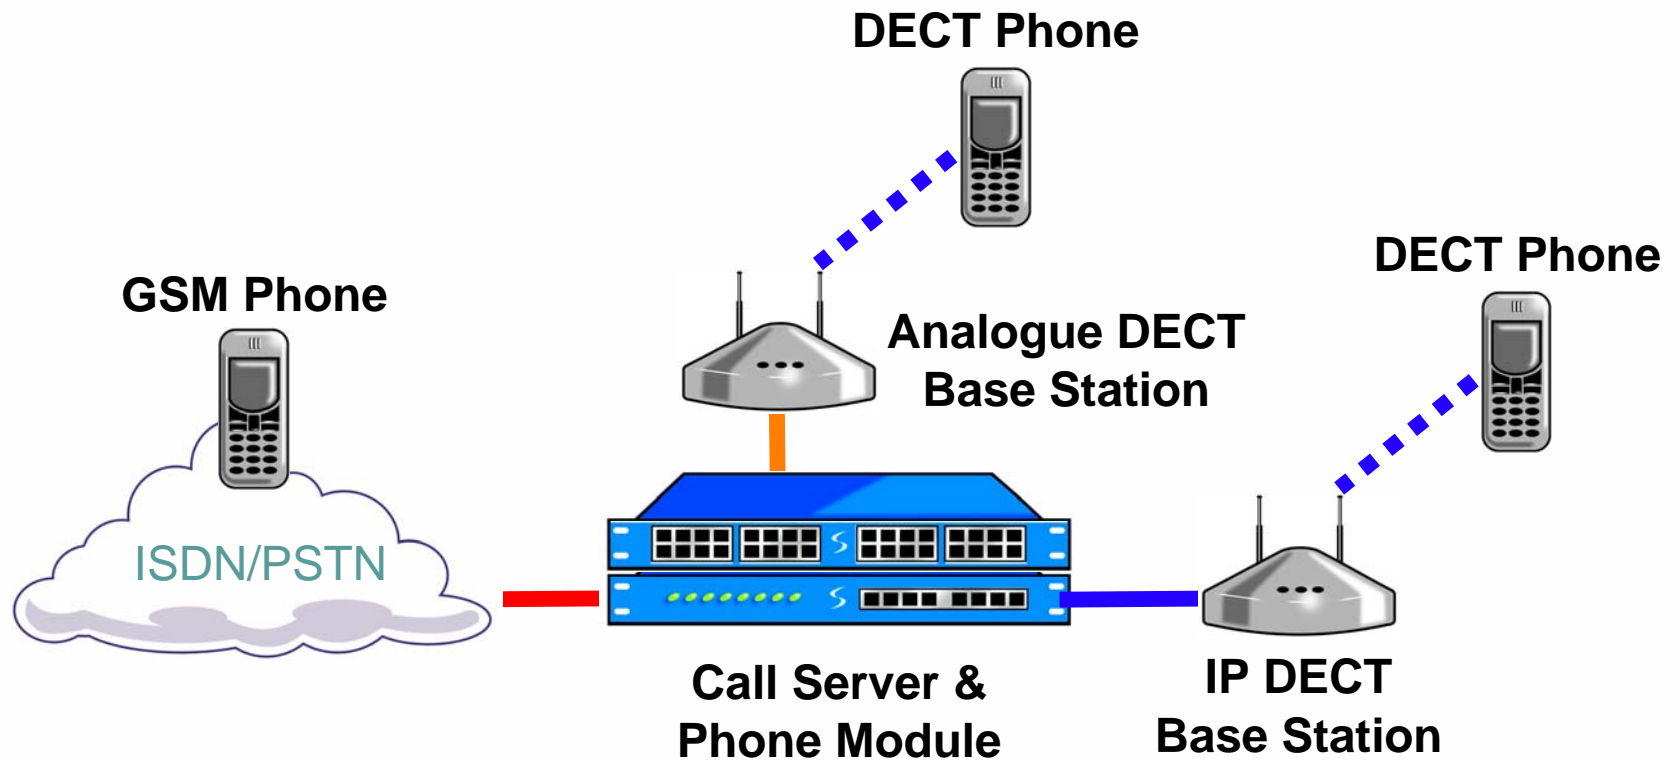 DECT Phone
DECT Phone
GSM Phone
Analogue DECT
Base Station
ISDN/PSTN
Call Server &
Phone Module
IP DECT
Base Station